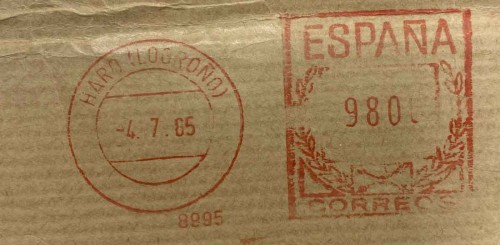 HARO (LOGROÑO)
-4. 7. 85
8895
ESPAÑA
980
CORREOS